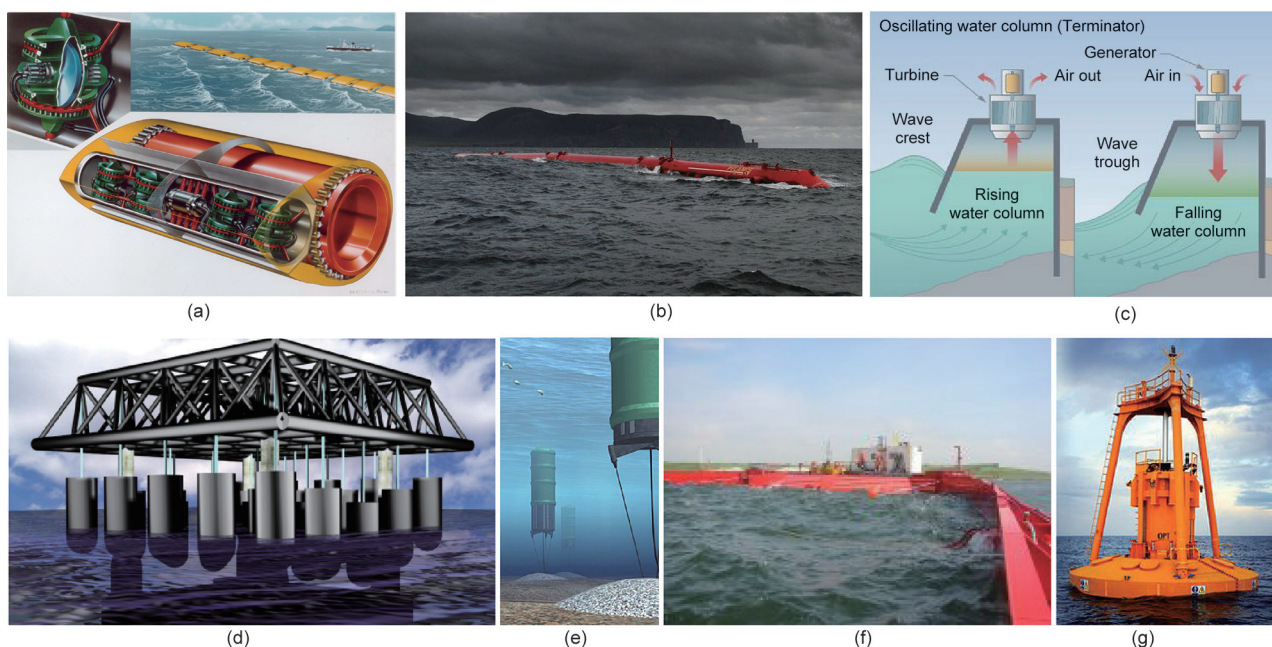 Oscillating water column (Terminator)
Generator
Turbine
Air out
Air in
Wave
crest
Wave
trough
Rising
water column
Falling
water column
(a)
(b)
(c)
OPT
(d)
(e)
(f)
(g)